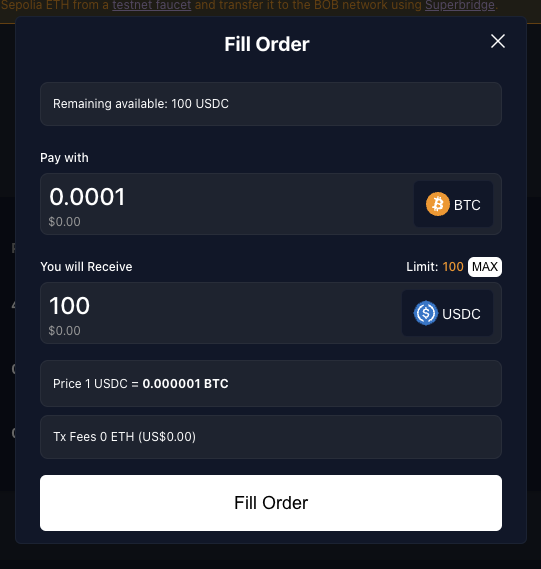 Sepolia ETH from a testnet faucet and transfer it to the BOB network using Superbridge.
Fill Order
Remaining available: 100 USDC
Pay with
0.0001
BTC
$0.00
You will Receive
Limit: 100 MAX
100
USDC
$0.00
Price 1 USDC = 0.000001 BTC
Tx Fees 0 ETH (US$0.00)
Fill Order